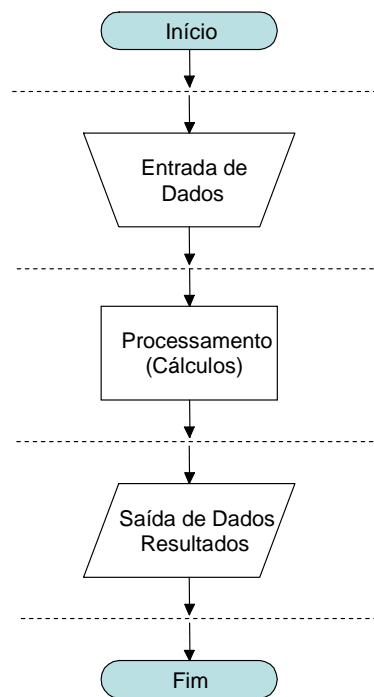 Início
Entrada de
Dados
Processamento
(Cálculos)
Saída de Dados
Resultados
Fim